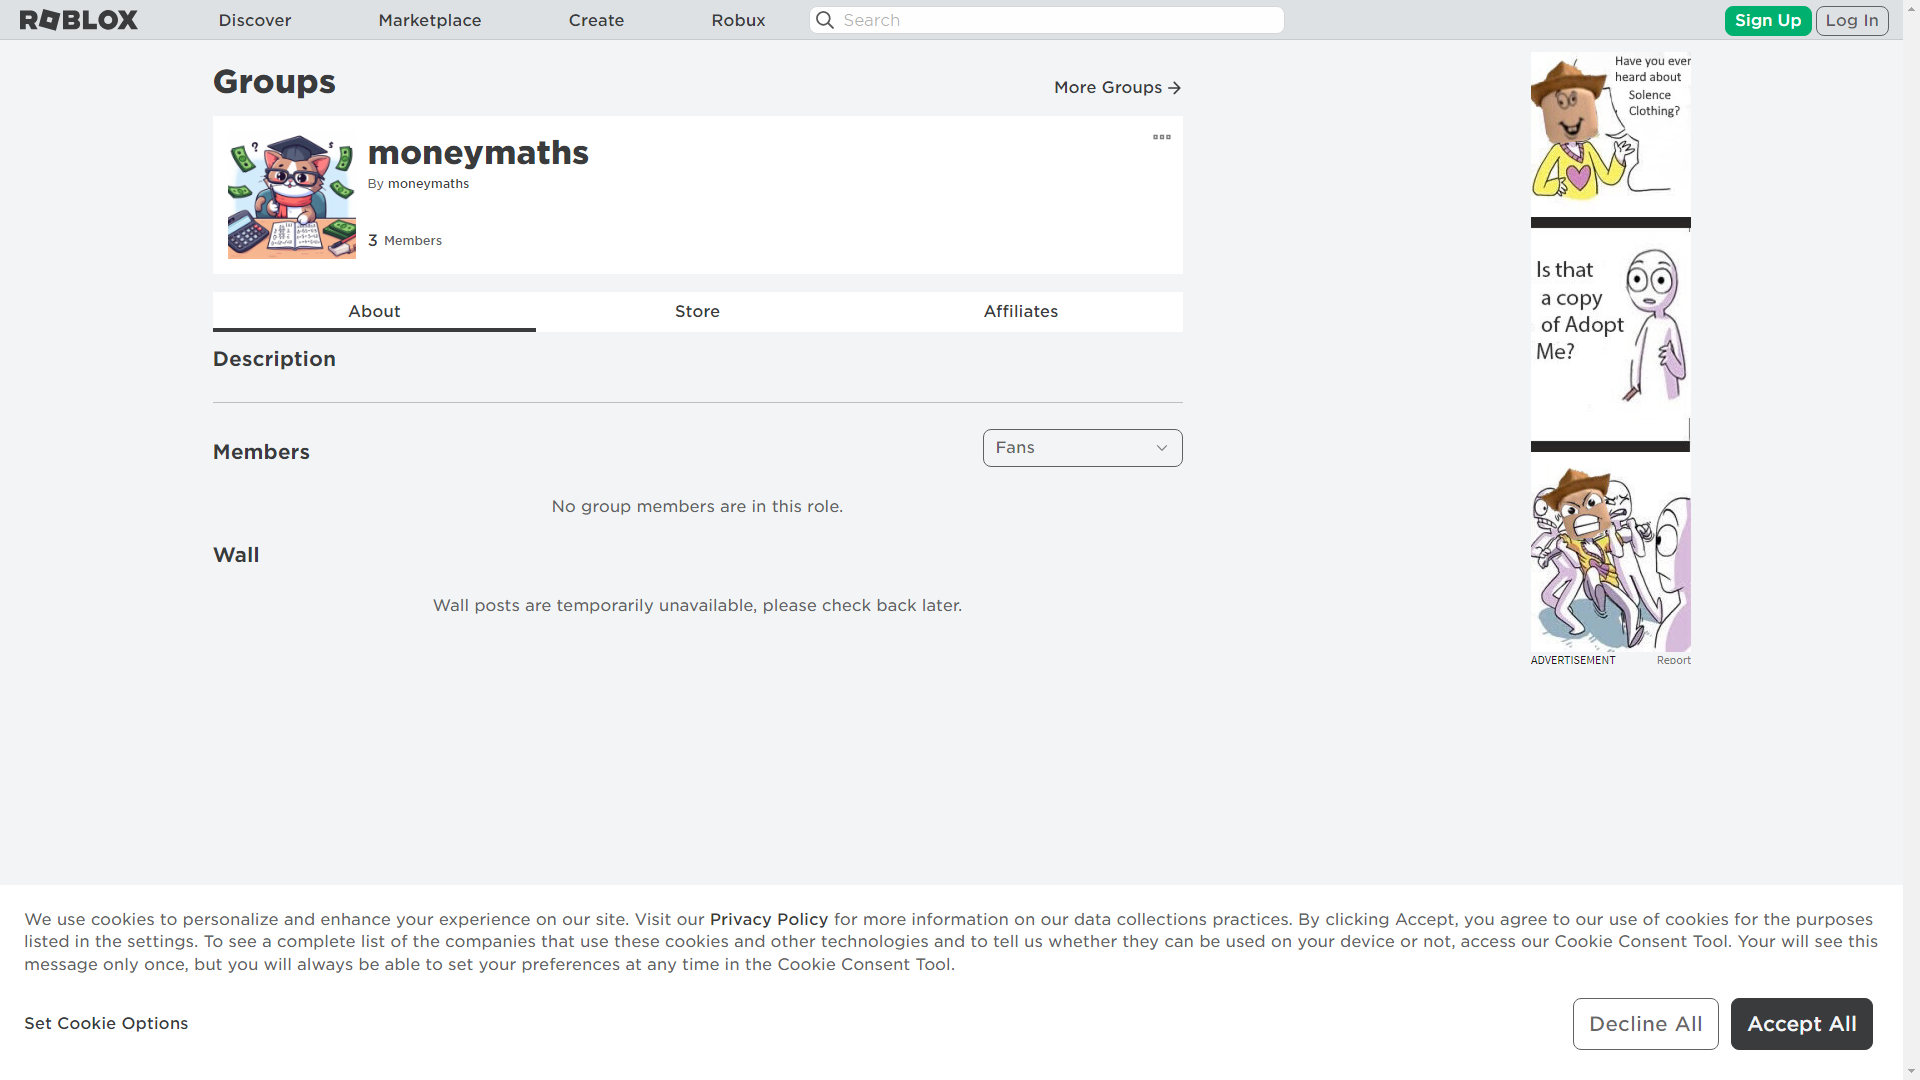 ROBLOX
Discover
Marketplace
Create
Robux
Search
Sign Up
Log In
Groups
More Groups
moneymaths
By moneymaths
3 Members
About
Store
Affiliates
Description
Members
Fans
No group members are in this role.
Wall
Wall posts are temporarily unavailable, please check back later.
Have you ever
heard about
Solence
Clothing?
Is that
a copy
of Adopt
Me?
ADVERTISEMENT
Report
We use cookies to personalize and enhance your experience on our site. Visit our Privacy Policy for more information on our data collections practices. By clicking Accept, you agree to our use of cookies for the purposes
listed in the settings. To see a complete list of the companies that use these cookies and other technologies and to tell us whether they can be used on your device or not, access our Cookie Consent Tool. Your will see this
message only once, but you will always be able to set your preferences at any time in the Cookie Consent Tool.
Set Cookie Options
Decline All
Accept All